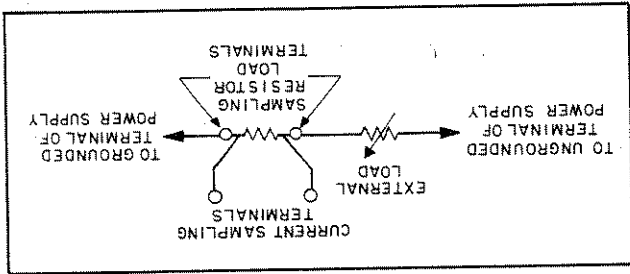 CURRENT SAMPLING
TERMINALS
EXTERNAL
LOAD
TO UNGROUNDED
TERMINAL OF
POWER SUPPLY
TO GROUNDED
TERMINAL OF
POWER SUPPLY
SAMPLING
RESISTOR
LOAD
TERMINALS